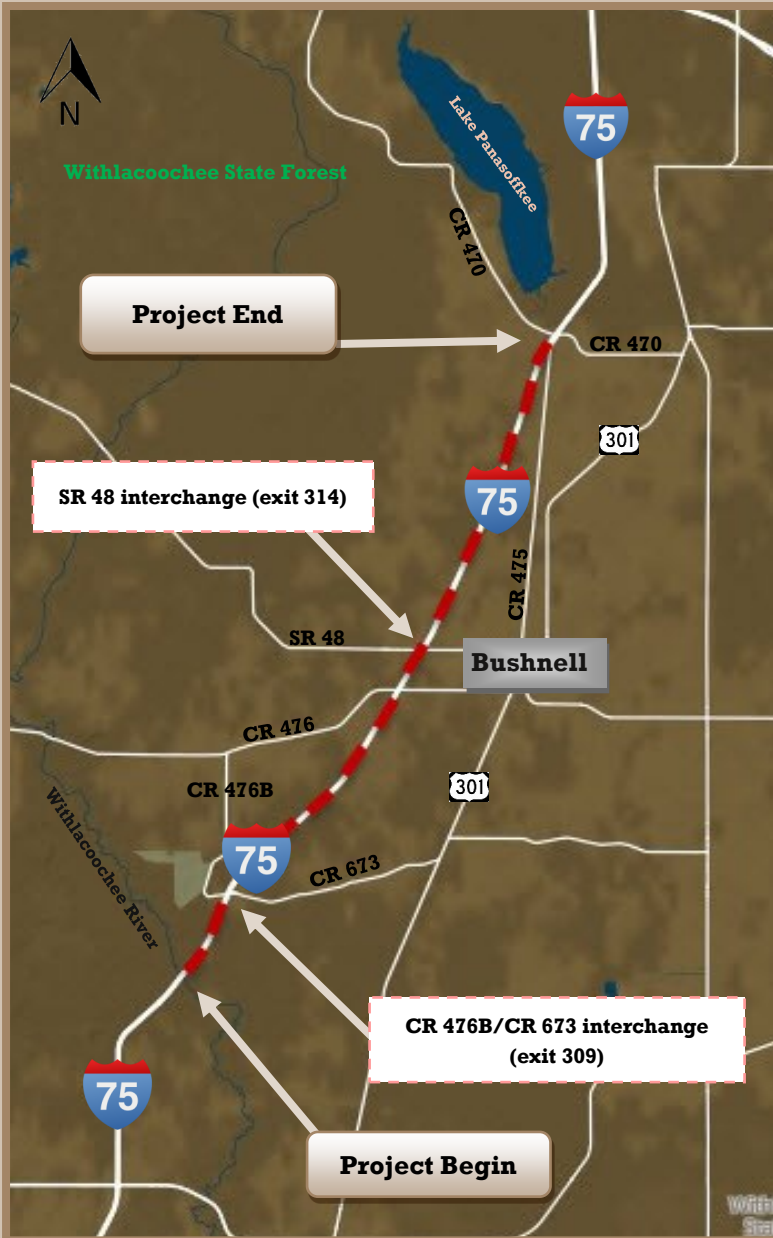 N
75
Lake Panasoffkee
Withlacoochee State Forest
CR 470
Project End
CR 470
301
SR 48 interchange (exit 314)
75
CR 475
SR 48
Bushnell
CR 476
CR 476B
301
Withlacoochee River
75
CR 673
CR 476B/CR 673 interchange
(exit 309)
75
Project Begin
With
Sta